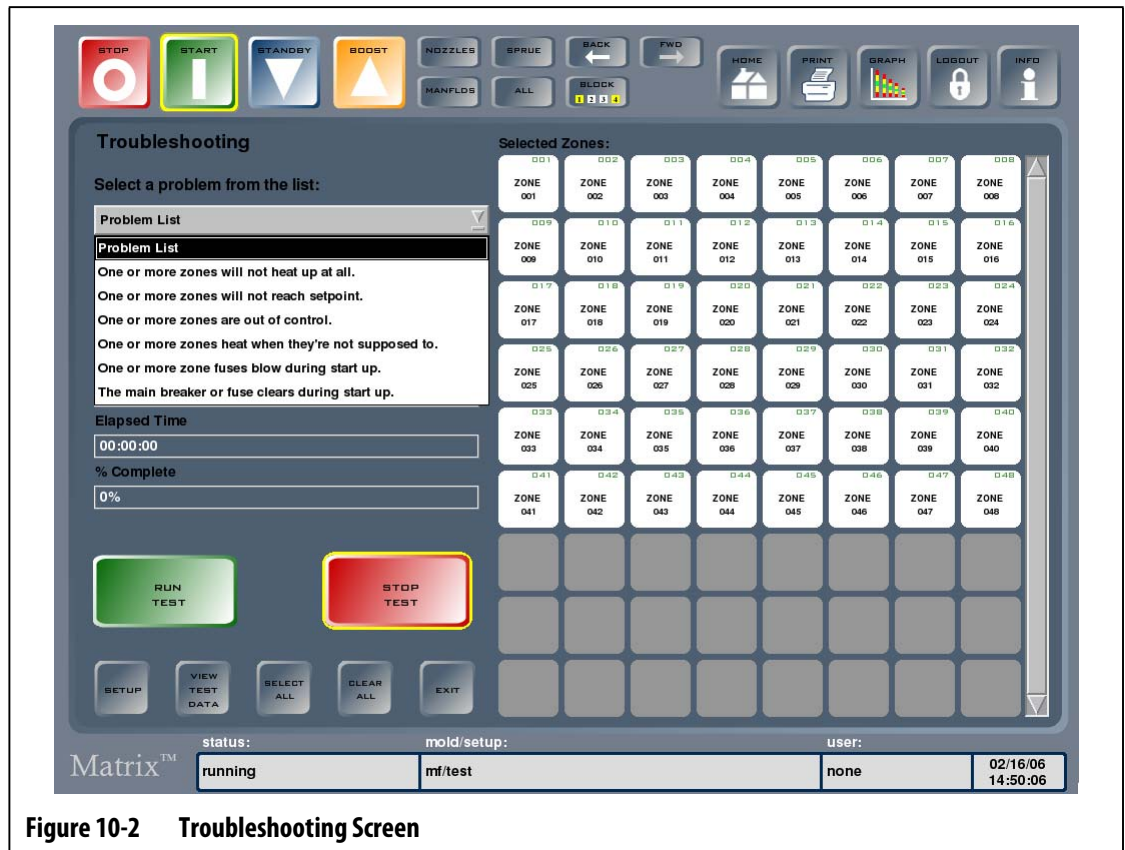 STOP START STANDBY BOOST NOZZLES SPRUE BACK FWD
MANFLDS ALL BLOCK
1 2 3 4
HOME PRINT GRAPH LOGOUT INFO
Troubleshooting
Select a problem from the list:
Problem List
Problem List
One or more zones will not heat up at all.
One or more zones will not reach setpoint.
One or more zones are out of control.
One or more zones heat when they're not supposed to.
One or more zone fuses blow during start up.
The main breaker or fuse clears during start up.
Elapsed Time
00:00:00
% Complete
0%
RUN
TEST
STOP
TEST
SETUP
VIEW
TEST
DATA
SELECT
ALL
CLEAR
ALL
EXIT
Selected Zones:
001 002 003 004 005 006 007 008
ZONE ZONE ZONE ZONE ZONE ZONE ZONE ZONE
001 002 003 004 005 006 007 008
009 010 011 012 013 014 015 016
ZONE ZONE ZONE ZONE ZONE ZONE ZONE ZONE
009 010 011 012 013 014 015 016
017 018 019 020 021 022 023 024
ZONE ZONE ZONE ZONE ZONE ZONE ZONE ZONE
017 018 019 020 021 022 023 024
025 026 027 028 029 030 031 032
ZONE ZONE ZONE ZONE ZONE ZONE ZONE ZONE
025 026 027 028 029 030 031 032
033 034 035 036 037 038 039 040
ZONE ZONE ZONE ZONE ZONE ZONE ZONE ZONE
033 034 035 036 037 038 039 040
041 042 043 044 045 046 047 048
ZONE ZONE ZONE ZONE ZONE ZONE ZONE ZONE
041 042 043 044 045 046 047 048
Matrix™
status: mold/setup: user:
running mf/test none 02/16/06
14:50:06
Figure 10-2 Troubleshooting Screen